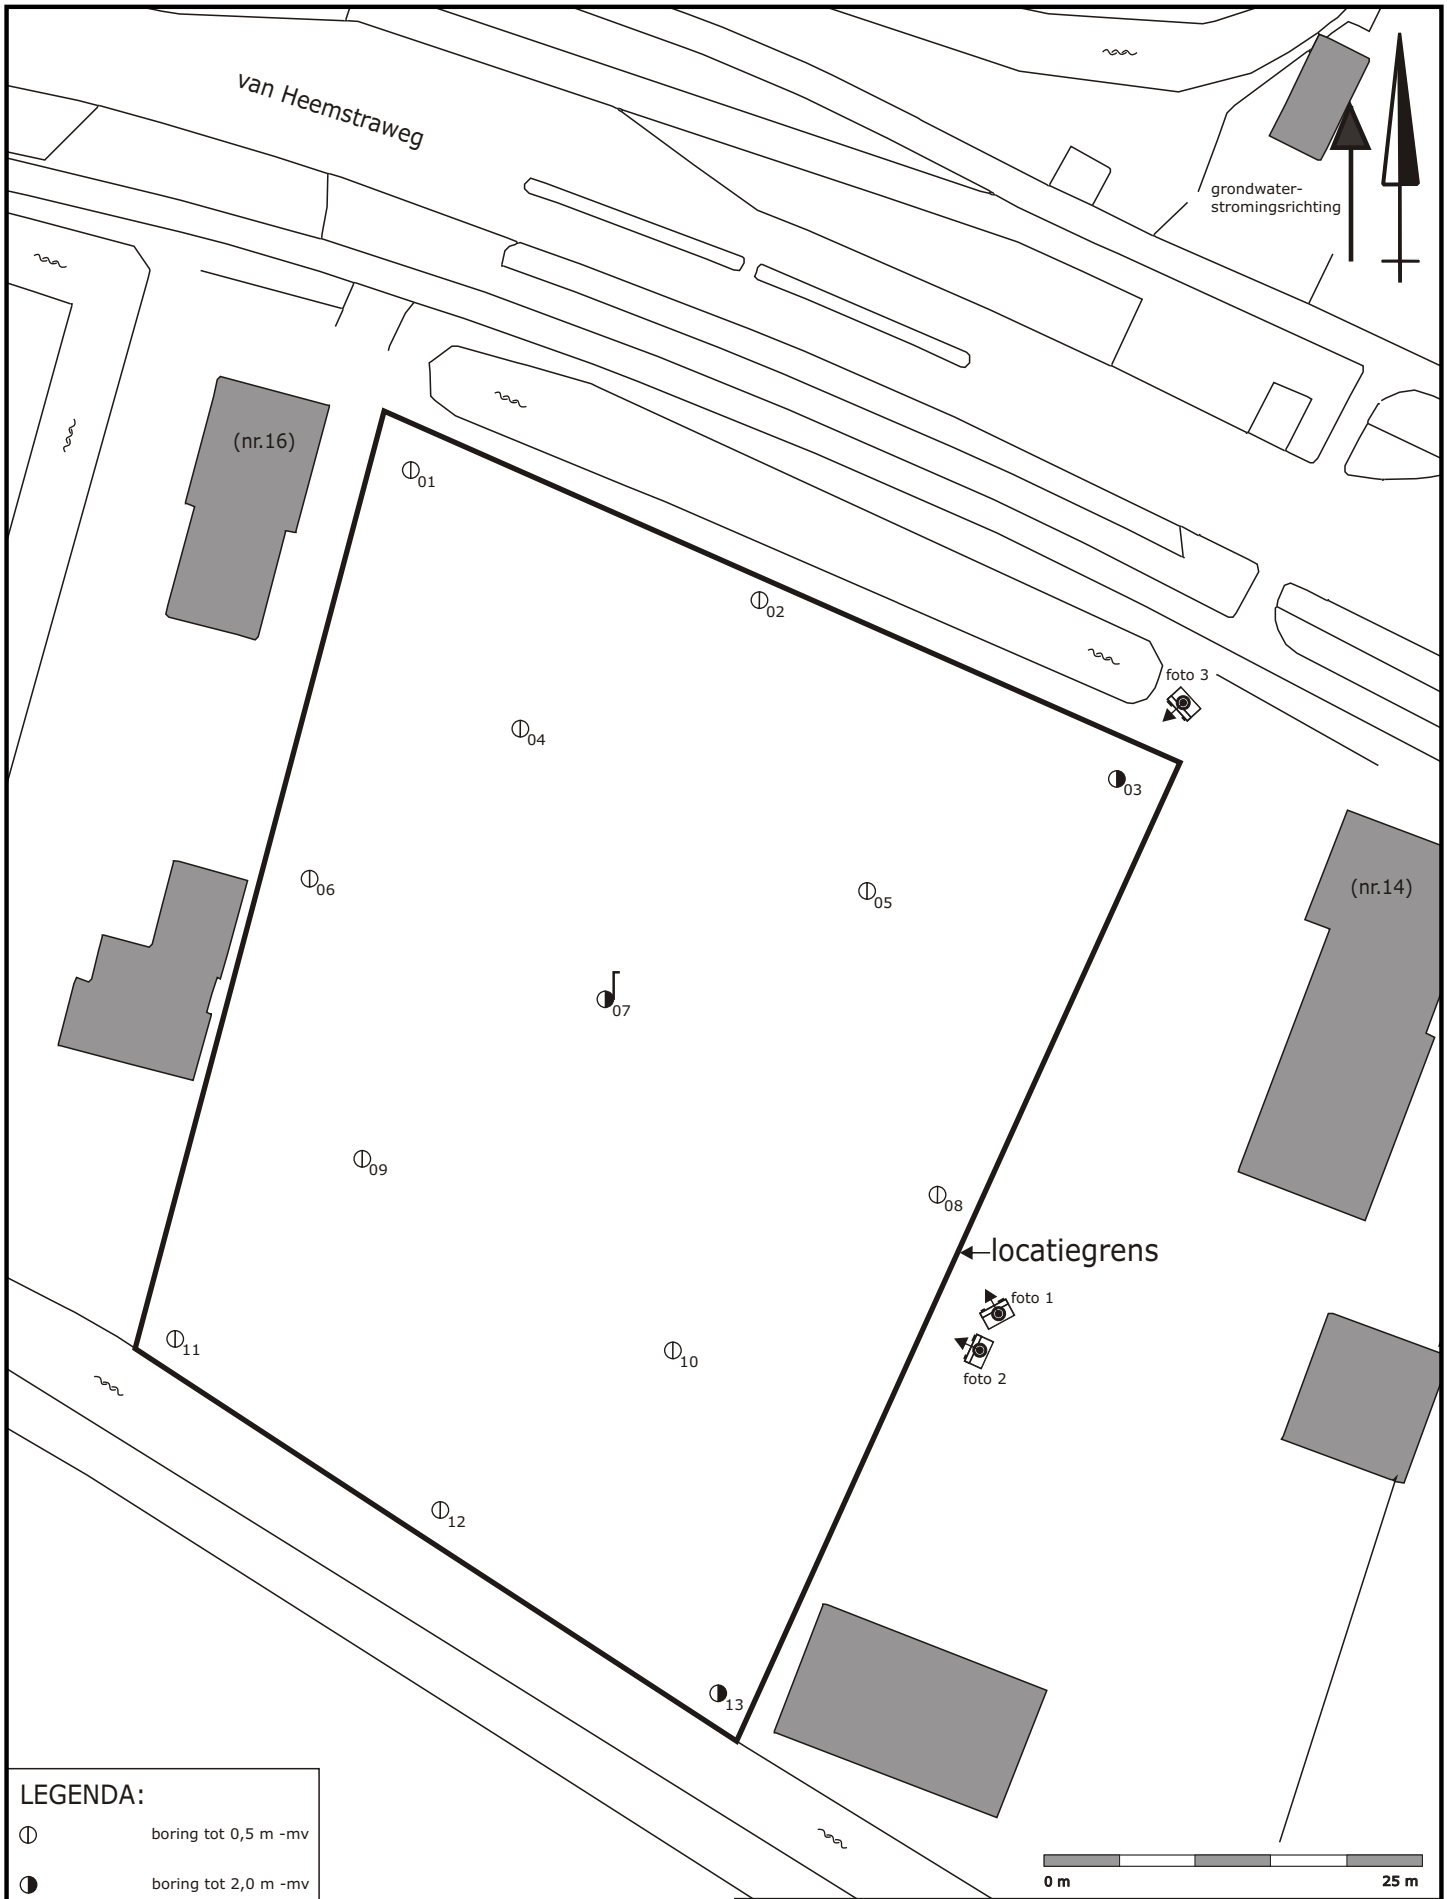 van Heemstraweg
grondwater-
stromingsrichting
(nr.16)
01
02
foto 3
04
03
(nr.14)
06
05
07
09
08
locatiegrens
foto 1
11
10
foto 2
12
13
LEGENDA:
boring tot 0,5 m -mv
boring tot 2,0 m -mv
0 m
25 m